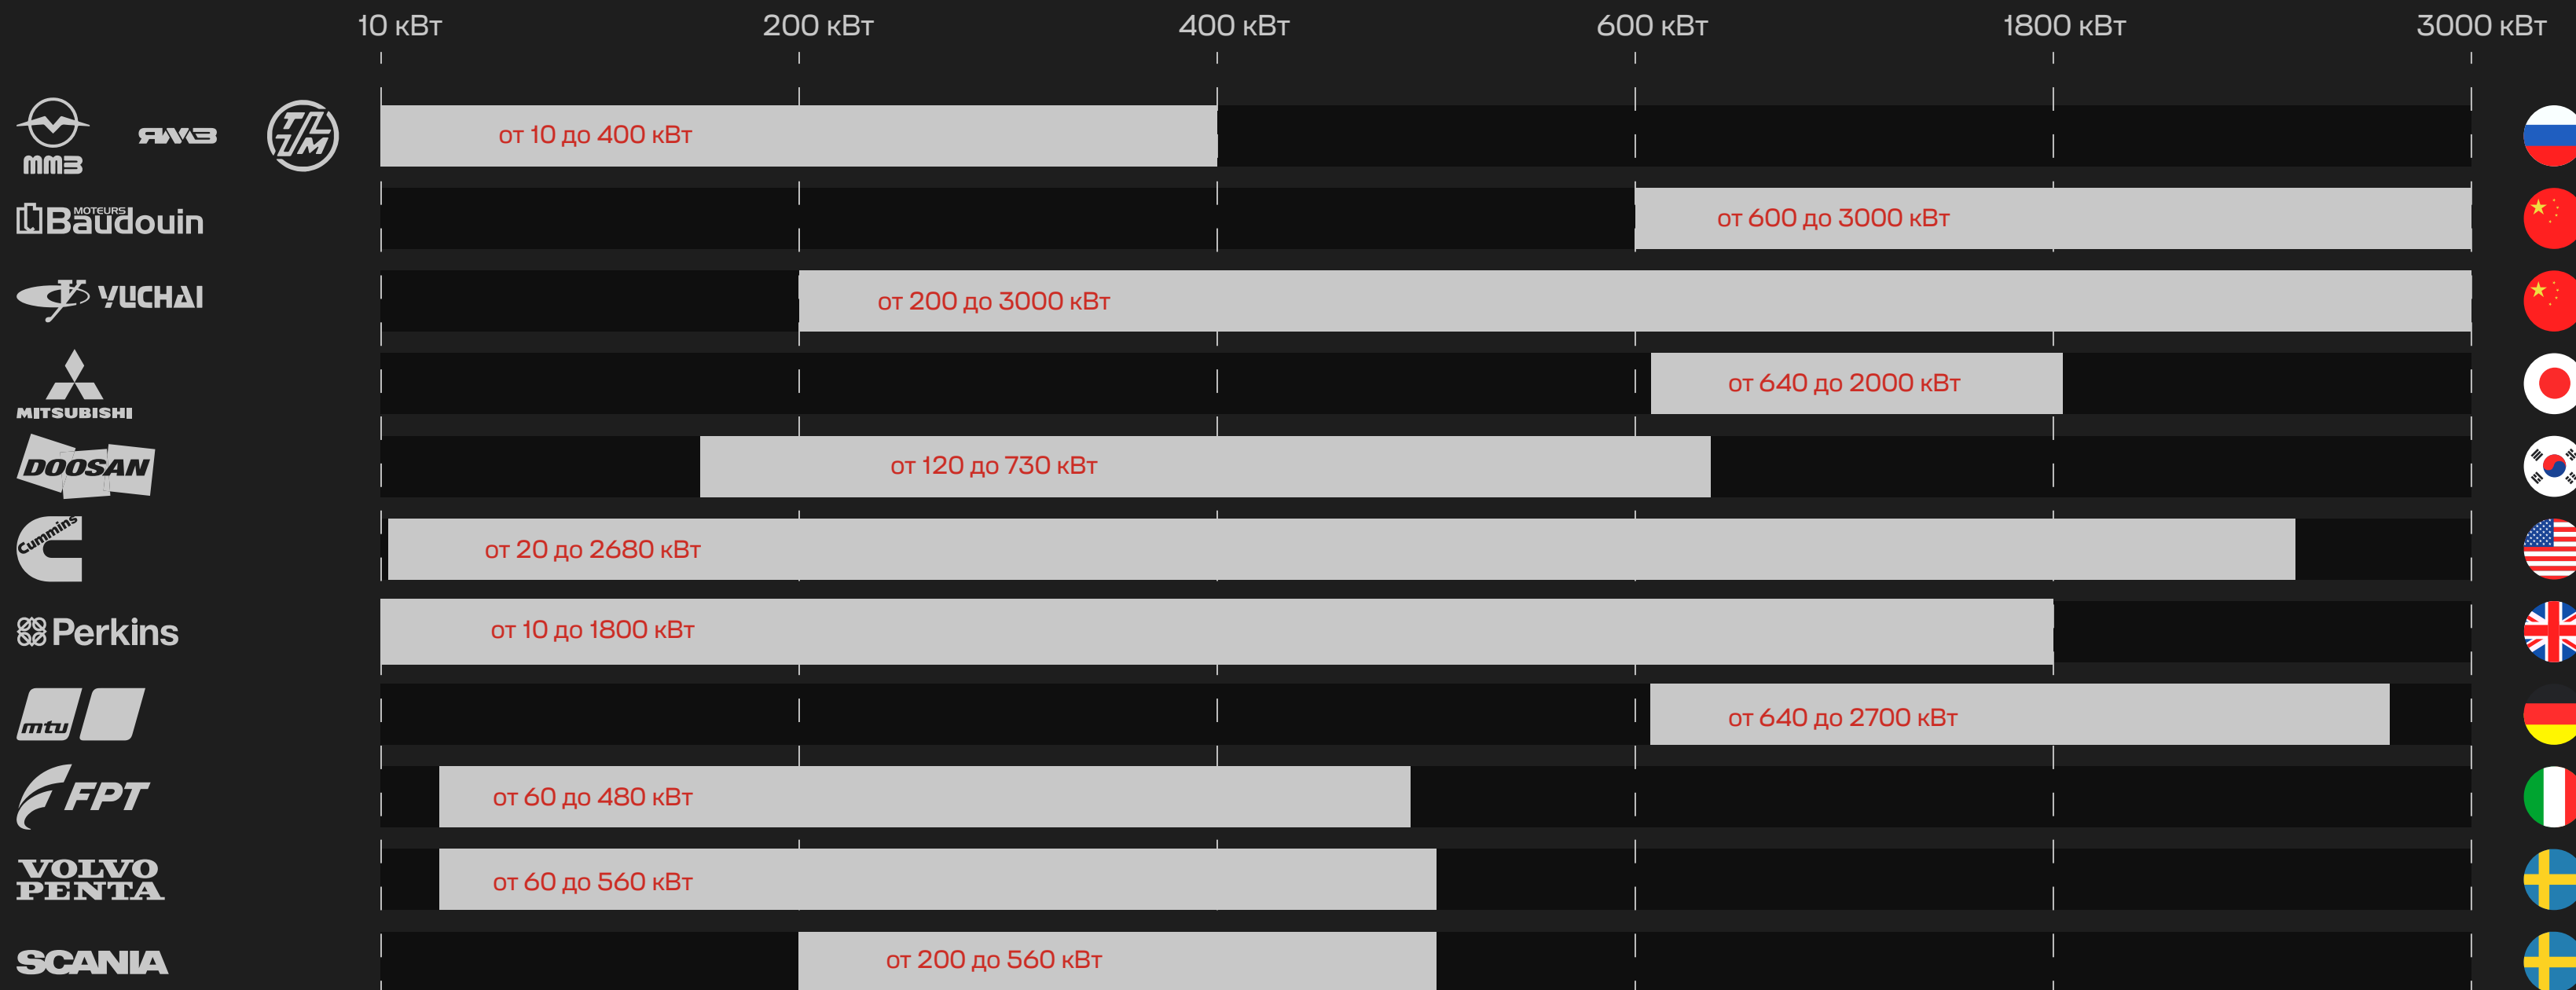 10 кВт 200 кВт 400 кВт 600 кВт 1800 кВт 3000 кВт
ММЗ ЯМЗ от 10 до 400 кВт
MOTEURS
Baudouin от 600 до 3000 кВт
YUCHAI от 200 до 3000 кВт
MITSUBISHI от 640 до 2000 кВт
DOOSAN от 120 до 730 кВт
Cummins от 20 до 2680 кВт
Perkins от 10 до 1800 кВт
mtu от 640 до 2700 кВт
FPT от 60 до 480 кВт
VOLVO
PENTA от 60 до 560 кВт
SCANIA от 200 до 560 кВт